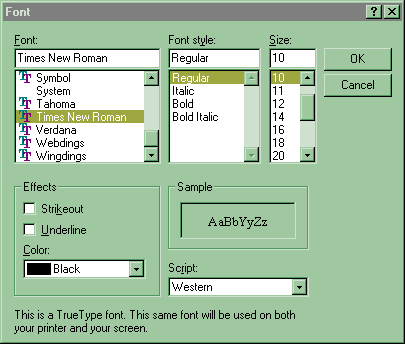 Font
Font:
Times New Roman
Symbol
System
Tahoma
Times New Roman
Verdana
Webdings
Wingdings
Font style:
Regular
Regular
Italic
Bold
Bold Italic
Size:
10
10
11
12
14
16
18
20
OK
Cancel
Effects
Strikeout
Underline
Color:
Black
Sample
AaBbYyZz
Script:
Western
This is a TrueType font. This same font will be used on both
your printer and your screen.